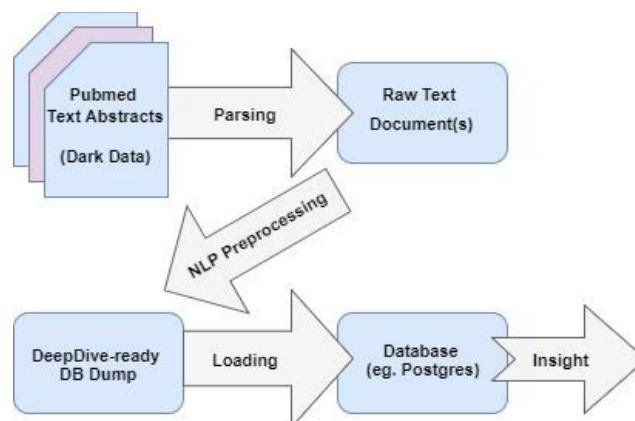 Pubmed
Text Abstracts
(Dark Data)
Parsing
Raw Text
Document(s)
NLP Preprocessing
DeepDive-ready
DB Dump
Loading
Database
(eg. Postgres)
Insight